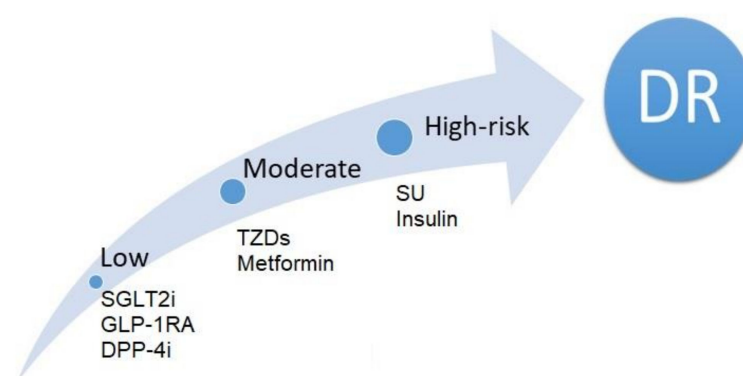 DR
High-risk
SU
Insulin
Moderate
TZDs
Metformin
Low
SGLT2i
GLP-1RA
DPP-4i